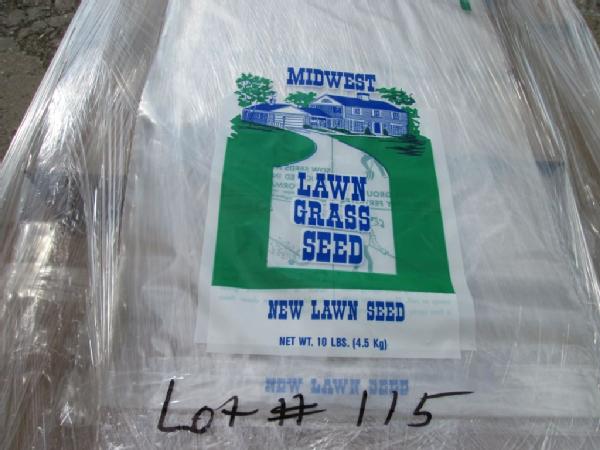 MIDWEST
LAWN
GRASS
SEED
NEW LAWN SEED
NET WT. 10 LBS. (4.5 Kg)
NEW LAWN SEED
Lot # 115